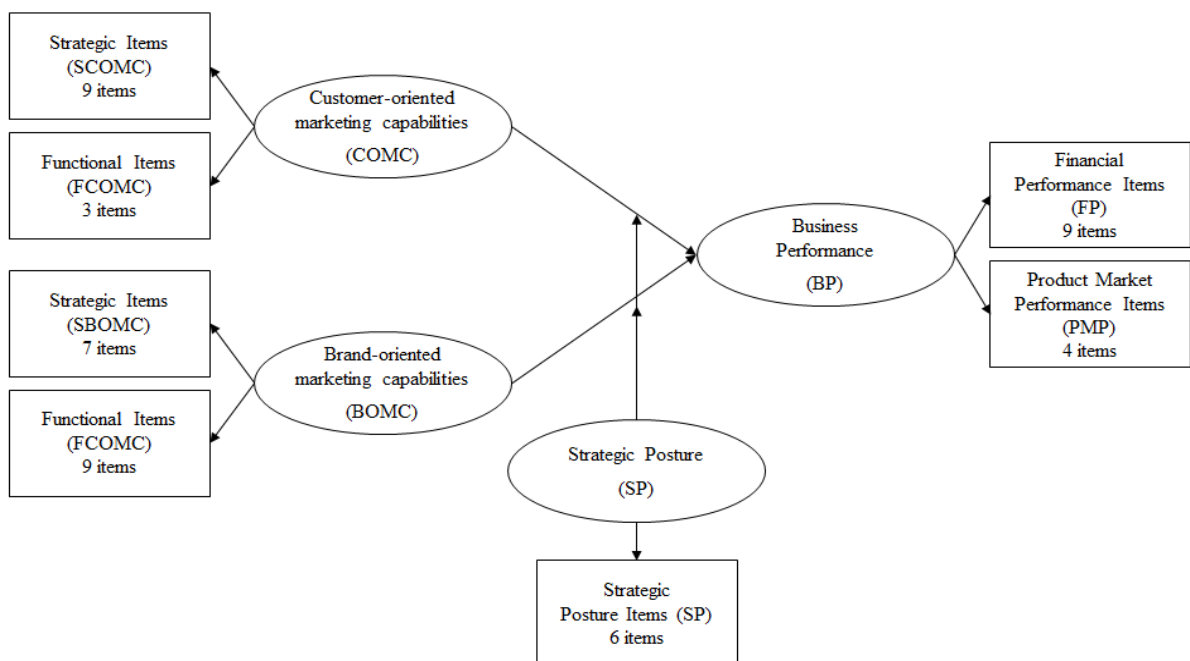 Strategic Items
(SCOMC)
9 items
Customer-oriented
marketing capabilities
(COMC)
Functional Items
(FCOMC)
3 items
Financial
Performance Items
(FP)
9 items
Business
Performance
(BP)
Strategic Items
(SBOMC)
7 items
Product Market
Performance Items
(PMP)
4 items
Brand-oriented
marketing capabilities
(BOMC)
Functional Items
(FCOMC)
9 items
Strategic Posture
(SP)
Strategic
Posture Items (SP)
6 items